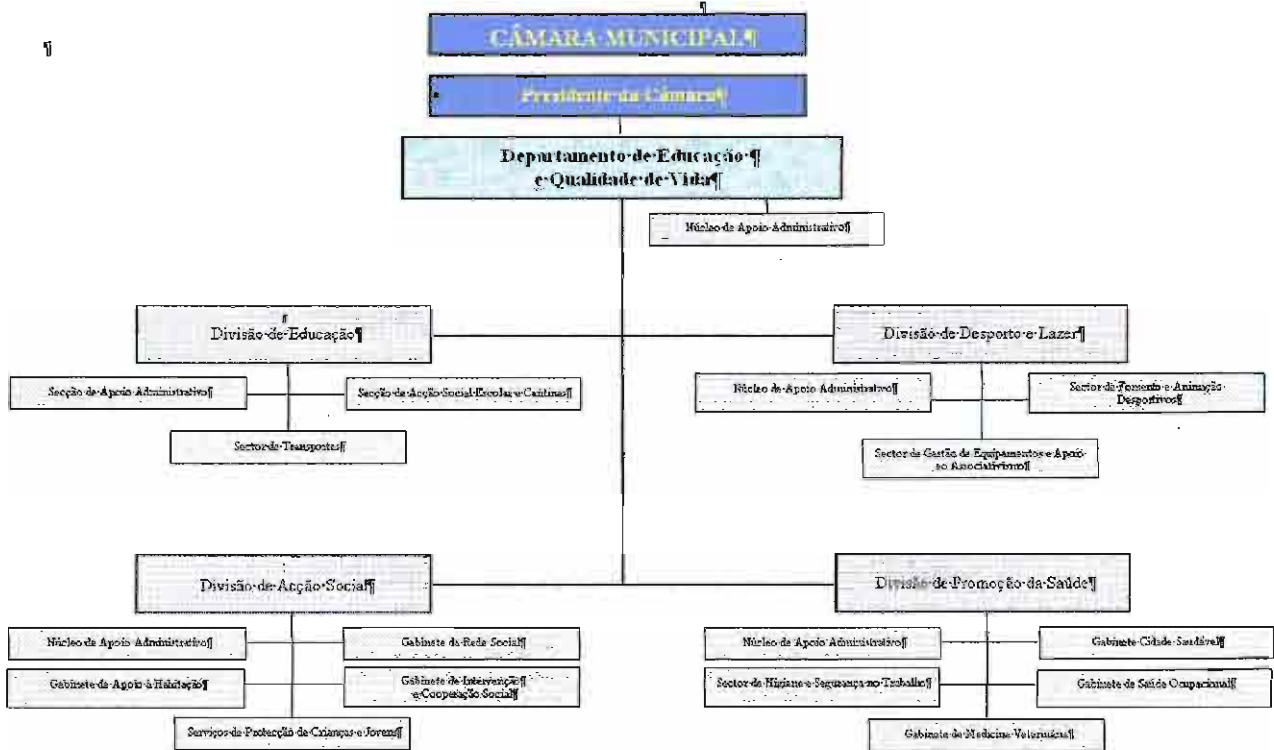 ¶
CÂMARA·MUNICIPAL¶
¶
Presidente·da·Câmara¶
Departamento·de·Educação·¶
e·Qualidade·de·Vida¶
Núcleo·de·Apoio·Administrativo¶
¶
Divisão·de·Educação¶
Divisão·de·Desporto·e·Lazer¶
Secção·de·Apoio·Administrativo¶
Secção·de·Acção·Social·Escolar·e·Cantinas¶
Sector·de·Transportes¶
Núcleo·de·Apoio·Administrativo¶
Sector·de·Fomento·e·Animação·
Desportivos¶
Sector·de·Gestão·de·Equipamentos·e·Apoio·
ao·Associativismo¶
Divisão·de·Acção·Social¶
Divisão·de·Promoção·da·Saúde¶
Núcleo·de·Apoio·Administrativo¶
Gabinete·da·Rede·Social¶
Gabinete·de·Apoio·à·Habitação¶
Gabinete·de·Intervenção¶
e·Cooperação·Social¶
Serviços·de·Protecção·de·Crianças·e·Jovens¶
Núcleo·de·Apoio·Administrativo¶
Gabinete·Cidade·Saudável¶
Sector·de·Higiene·e·Segurança·no·Trabalho¶
Gabinete·de·Saúde·Ocupacional¶
Gabinete·de·Medicina·Veterinária¶